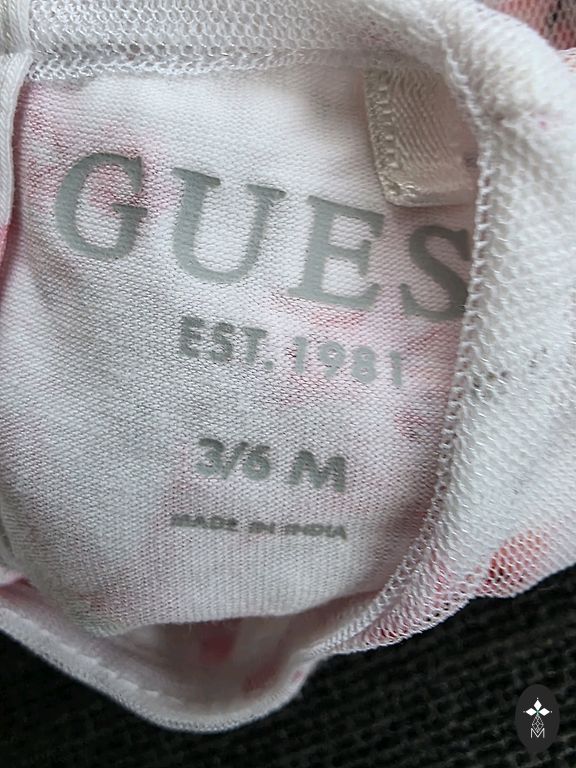 GUES
EST. 1981
3/6 M
MADE IN INDIA
M